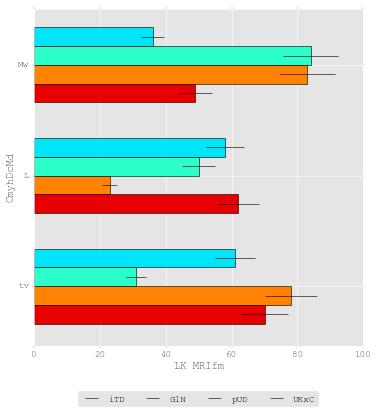 Mw
L
tv
CmyhDcMd
0 20 40 60 80 100
LK MRIfm
iTD GlN pUD UKxC